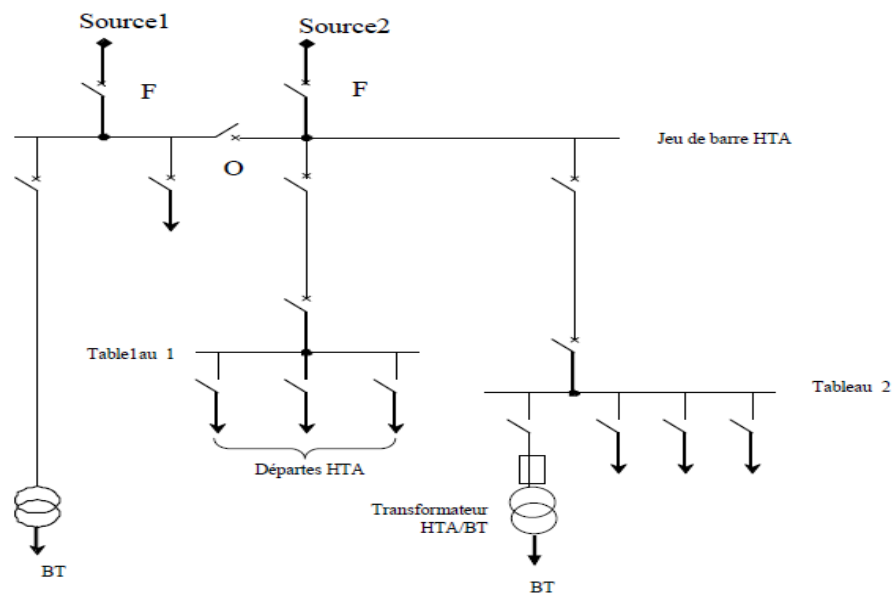 Source1
Source2
F
F
Jeu de barre HTA
O
Table1au 1
Tableau 2
Départes HTA
Transformateur
HTA/BT
BT
BT